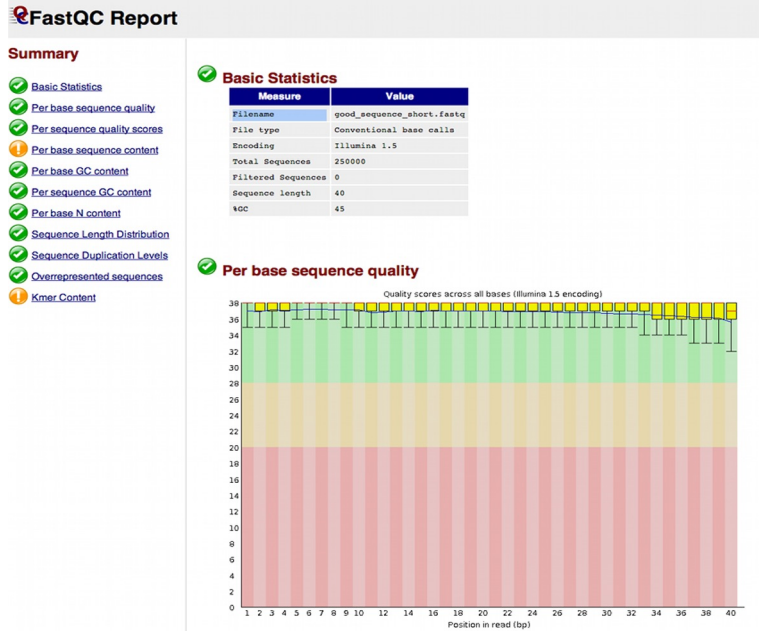 FastQC Report
Summary
Basic Statistics
Per base sequence quality
Per sequence quality scores
Per base sequence content
Per base GC content
Per sequence GC content
Per base N content
Sequence Length Distribution
Sequence Duplication Levels
Overrepresented sequences
Kmer Content
Basic Statistics
Measure Value
Filename good_sequence_short.fastq
File type Conventional base calls
Encoding Illumina 1.5
Total Sequences 250000
Filtered Sequences 0
Sequence length 40
%GC 45
Per base sequence quality
Quality scores across all bases (Illumina 1.5 encoding)
38
36
34
32
30
28
26
24
22
20
18
16
14
12
10
8
6
4
2
0
1 2 3 4 5 6 7 8 9 10 12 14 16 18 20 22 24 26 28 30 32 34 36 38 40
Position in read (bp)